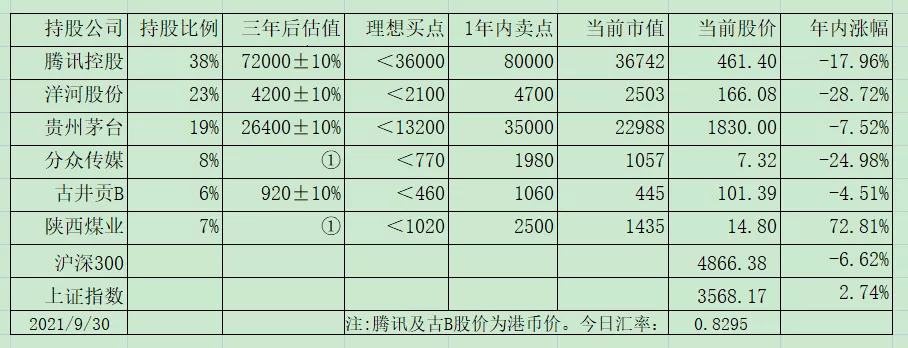 持股公司 持股比例 三年后估值 理想买点 1年内卖点 当前市值 当前股价 年内涨幅
腾讯控股 38% 72000±10% <36000 80000 36742 461.40 -17.96%
洋河股份 23% 4200±10% <2100 4700 2503 166.08 -28.72%
贵州茅台 19% 26400±10% <13200 35000 22988 1830.00 -7.52%
分众传媒 8% ① <770 1980 1057 7.32 -24.98%
古井贡B 6% 920±10% <460 1060 445 101.39 -4.51%
陕西煤业 7% ① <1020 2500 1435 14.80 72.81%
沪深300 4866.38 -6.62%
上证指数 3568.17 2.74%
2021/9/30 注:腾讯及古B股价为港币价。今日汇率: 0.8295